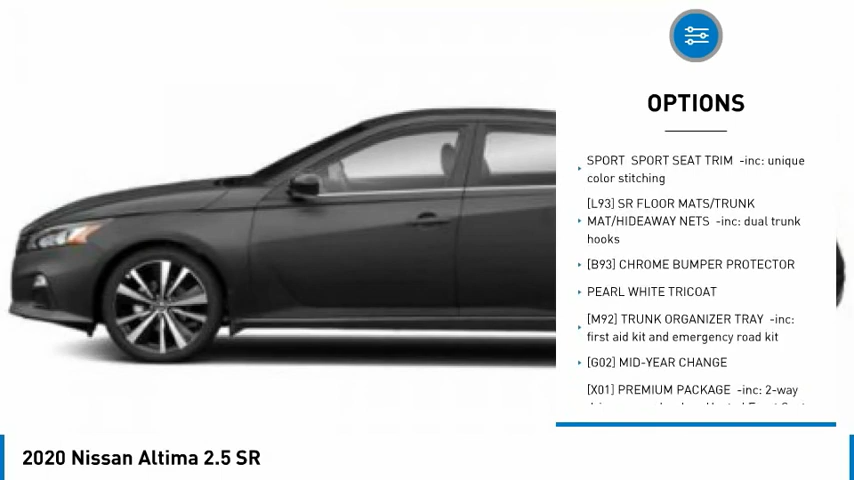 OPTIONS
SPORT SPORT SEAT TRIM -inc: unique
color stitching
[L93] SR FLOOR MATS/TRUNK
MAT/HIDEAWAY NETS -inc: dual trunk
hooks
[B93] CHROME BUMPER PROTECTOR
PEARL WHITE TRICOAT
[M92] TRUNK ORGANIZER TRAY -inc:
first aid kit and emergency road kit
[G02] MID-YEAR CHANGE
[X01] PREMIUM PACKAGE -inc: 2-way
2020 Nissan Altima 2.5 SR